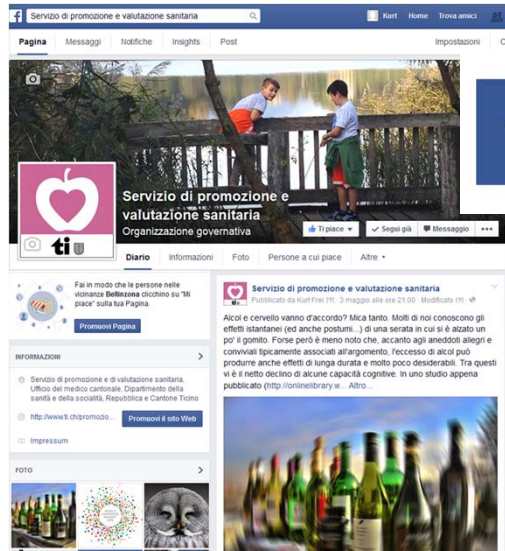 Servizio di promozione e valutazione sanitaria
Kurt Home Trova amici
Pagina Messaggi Notifiche Insights Post Impostazioni
Servizio di promozione e
valutazione sanitaria
Organizzazione governativa
Ti piace Segui già Messaggio
ti
Diario Informazioni Foto Persone a cui piace Altre
Fai in modo che le persone nelle
vicinanze Bellinzona clicchino su "Mi
piace" sulla tua Pagina.
Promuovi Pagina
INFORMAZIONI
Servizio di promozione e di valutazione sanitaria,
Ufficio del medico cantonale, Dipartimento della
sanità e della socialità, Repubblica e Cantone Ticino
http://www.ti.ch/promozio... Promuovi il sito Web
Impressum
FOTO
Servizio di promozione e valutazione sanitaria
Pubblicato da Kurt Frei [?] · 3 maggio alle ore 21.00 · Modificato [?] ·
Alcol e cervello vanno d'accordo? Mica tanto. Molti di noi conoscono gli
effetti istantanei (ed anche postumi...) di una serata in cui si è alzato un
po' il gomito. Forse però è meno noto che, accanto agli aneddoti allegri e
conviviali tipicamente associati all'argomento, l'eccesso di alcol può
produrre anche effetti di lunga durata e molto poco desiderabili. Tra questi
vi è il netto declino di alcune capacità cognitive. In uno studio appena
pubblicato (http://onlinelibrary.w... Altro...